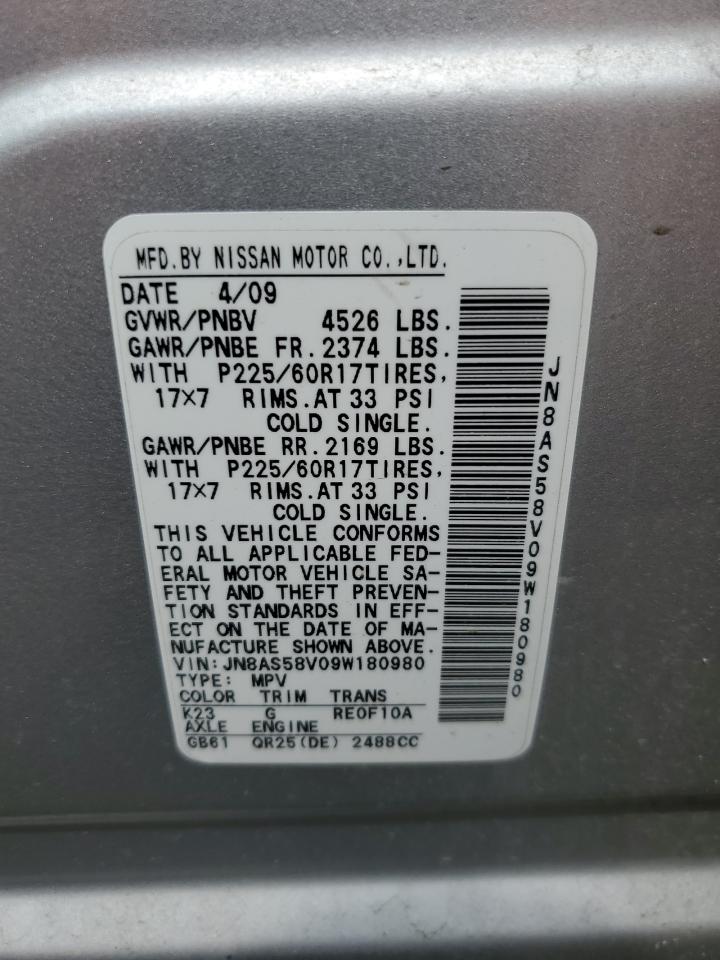 MFD.BY NISSAN MOTOR CO.,LTD.
DATE 4/09
GVWR/PNBV 4526 LBS.
GAWR/PNBE FR.2374 LBS.
WITH P225/60R17TIRES,
17×7 RIMS.AT 33 PSI
COLD SINGLE.
GAWR/PNBE RR.2169 LBS.
WITH P225/60R17TIRES,
17×7 RIMS.AT 33 PSI
COLD SINGLE.
THIS VEHICLE CONFORMS
TO ALL APPLICABLE FED-
ERAL MOTOR VEHICLE SA-
FETY AND THEFT PREVEN-
TION STANDARDS IN EFF-
ECT ON THE DATE OF MA-
NUFACTURE SHOWN ABOVE.
VIN:JN8AS58V09W180980
TYPE: MPV
COLOR TRIM TRANS
K23 G RE0F10A
AXLE ENGINE
GB61 QR25(DE) 2488CC
JN8AS58V09W180980